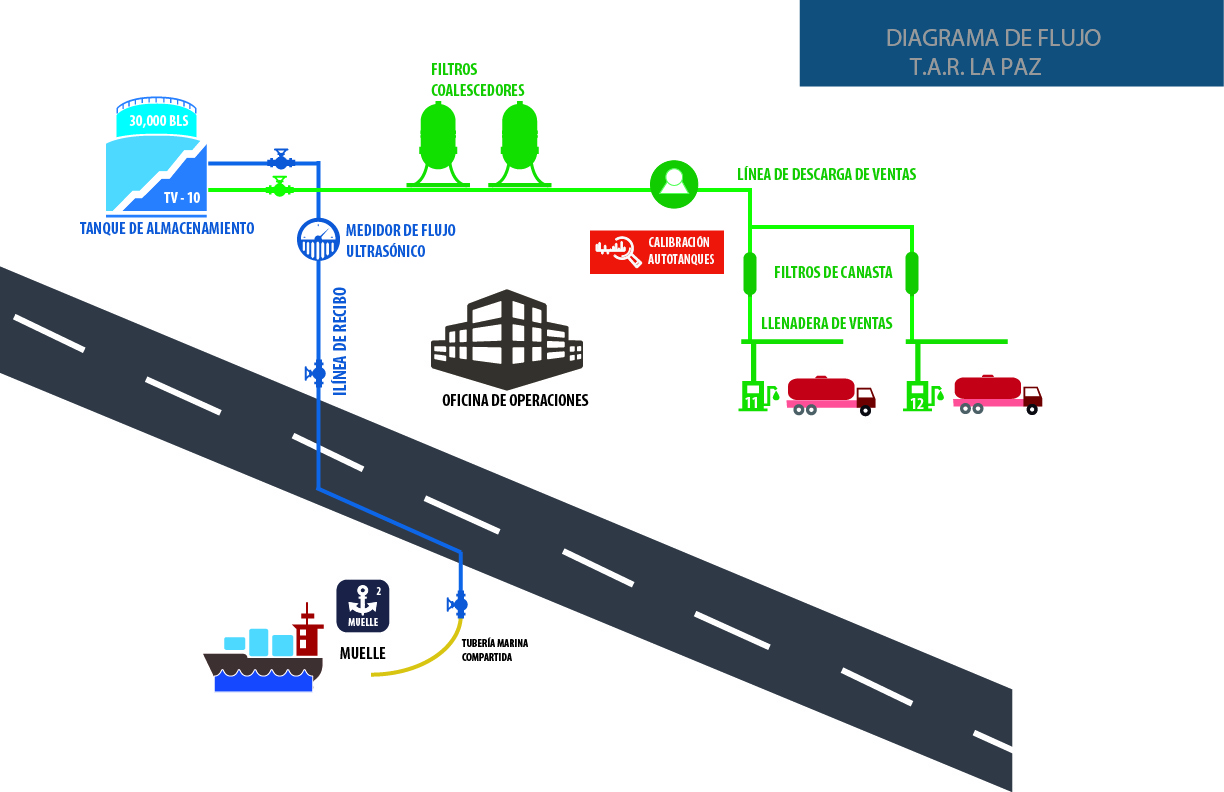 DIAGRAMA DE FLUJO
T.A.R. LA PAZ
FILTROS
COALESCEDORES
30,000 BLS
TV - 10
TANQUE DE ALMACENAMIENTO
MEDIDOR DE FLUJO
ULTRASÓNICO
LÍNEA DE DESCARGA DE VENTAS
CALIBRACIÓN
AUTOTANQUES
FILTROS DE CANASTA
LLENADERA DE VENTAS
ILÍNEA DE RECIBO
OFICINA DE OPERACIONES
11
12
2
MUELLE
MUELLE
TUBERÍA MARINA
COMPARTIDA